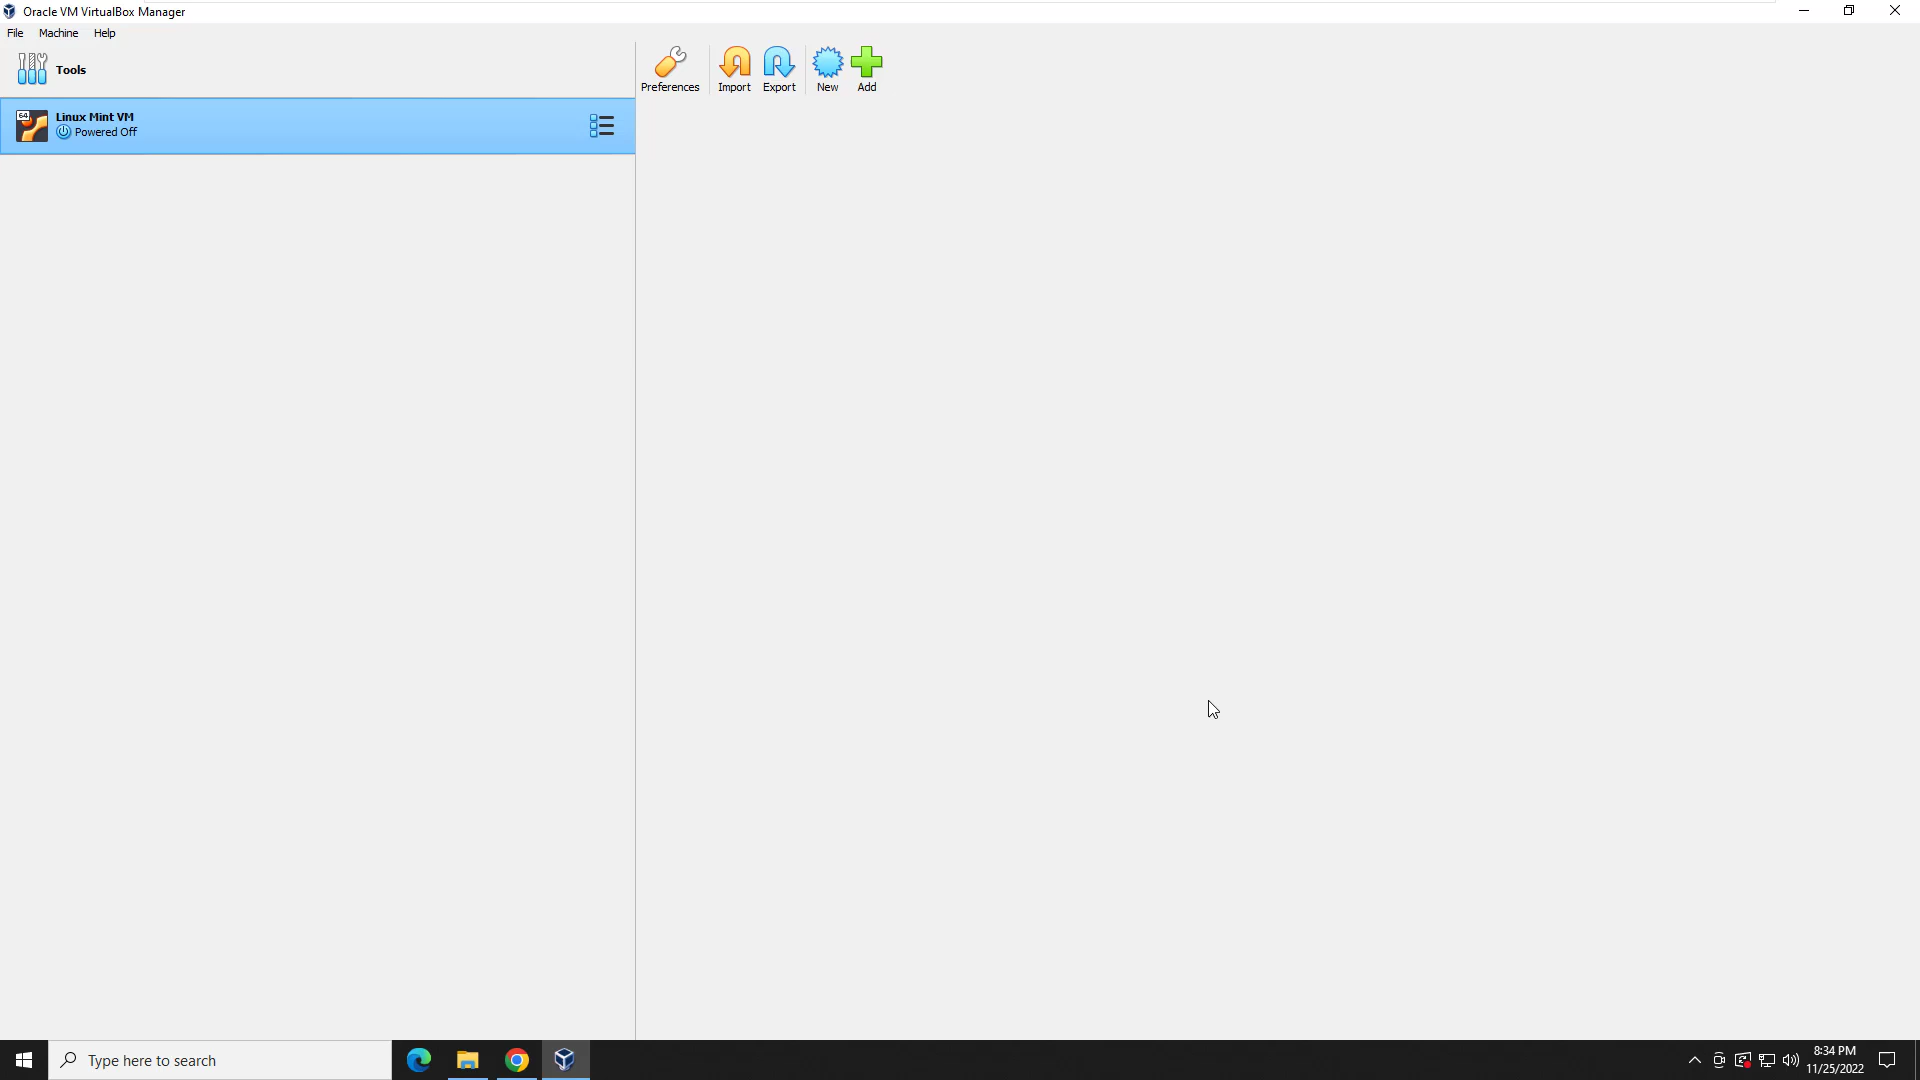 Oracle VM VirtualBox Manager
File Machine Help
Tools
Preferences Import Export New Add
64
Linux Mint VM
Powered Off
Type here to search
8:34 PM
11/25/2022